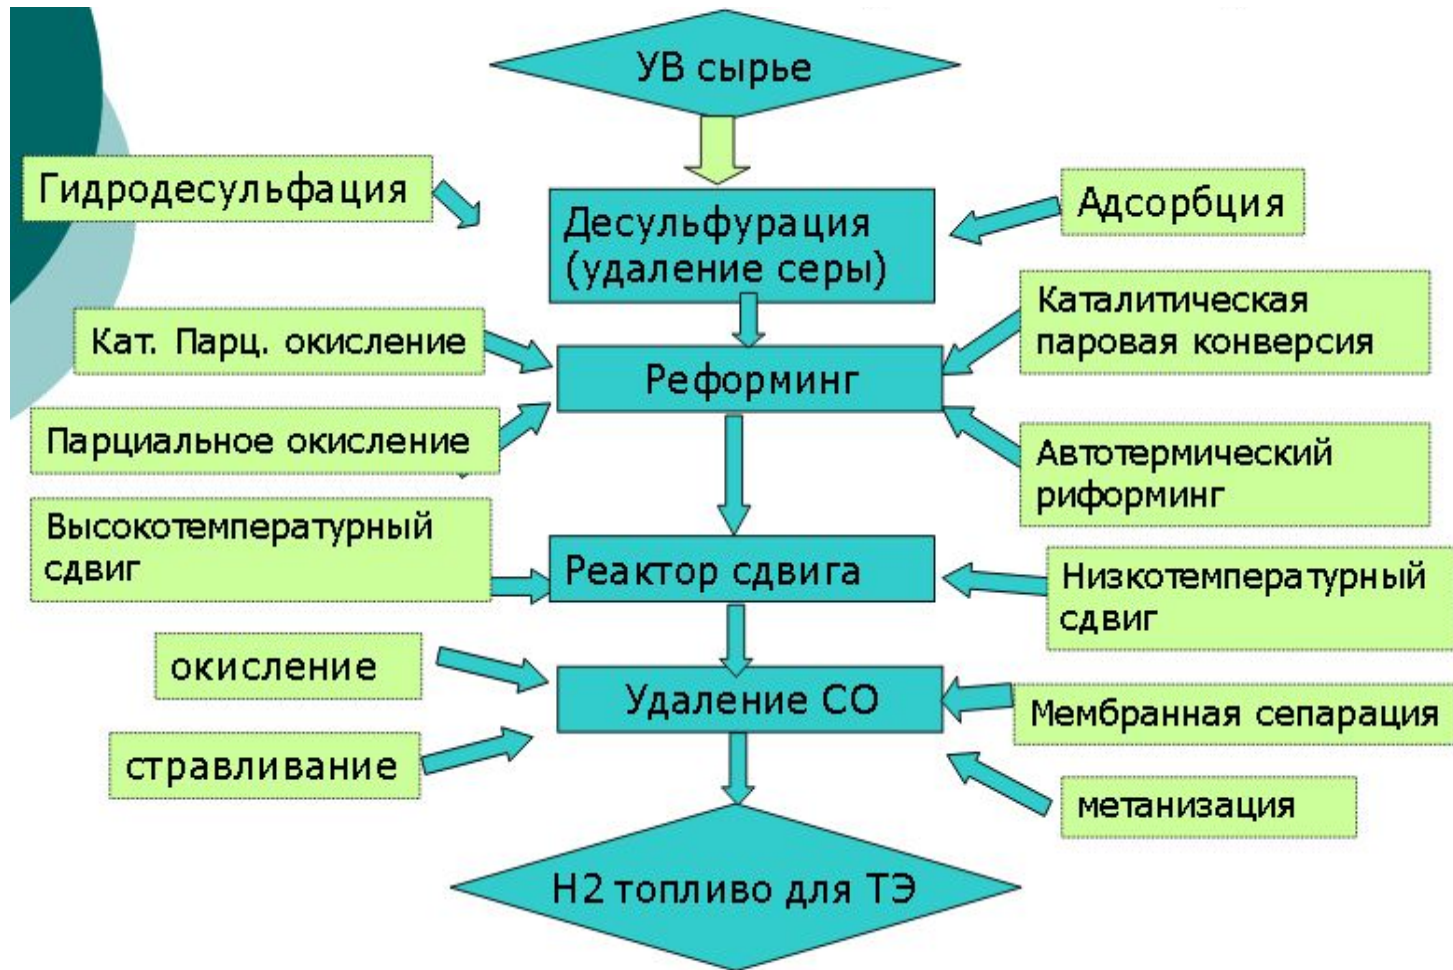 УВ сырье
Гидродесульфация
Адсорбция
Десульфурация
(удаление серы)
Каталитическая
паровая конверсия
Кат. Парц. окисление
Реформинг
Парциальное окисление
Автотермический
риформинг
Высокотемпературный
сдвиг
Реактор сдвига
Низкотемпературный
сдвиг
окисление
Удаление СО
Мембранная сепарация
стравливание
метанизация
Н2 топливо для ТЭ